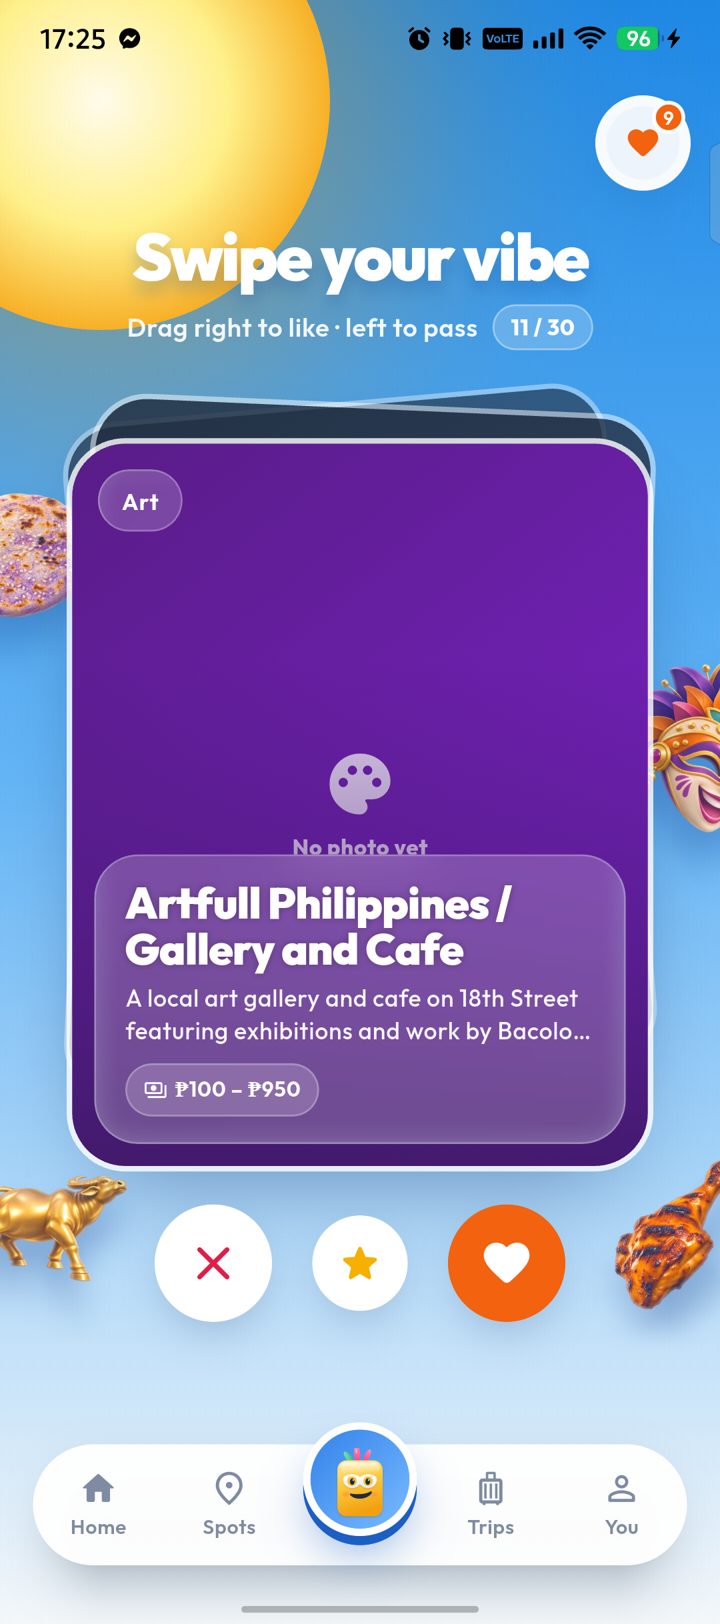 17:25
VoLTE
96
9
Swipe your vibe
Drag right to like · left to pass
11 / 30
Art
No photo yet
Artfull Philippines /
Gallery and Cafe
A local art gallery and cafe on 18th Street
featuring exhibitions and work by Bacolo...
₱100 – ₱950
Home
Spots
Trips
You